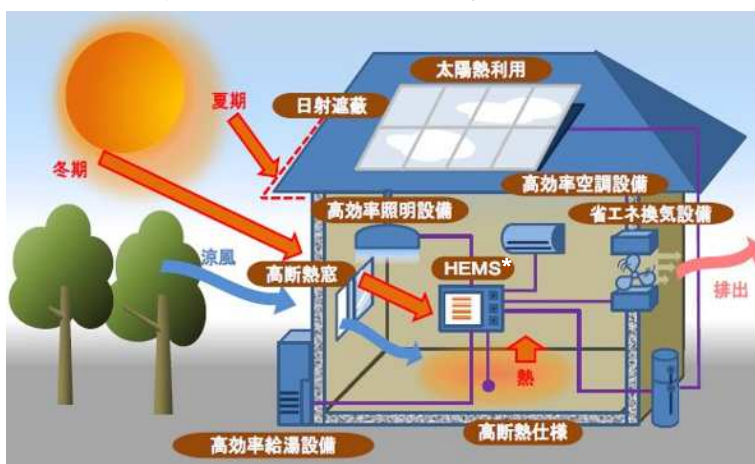 太陽熱利用
夏期
日射遮蔽
冬期
高効率空調設備
高効率照明設備
省エネ換気設備
涼風
高断熱窓
HEMS*
排出
熱
高断熱仕様
高効率給湯設備